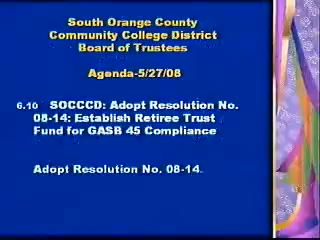 South Orange County
Community College District
Board of Trustees
Agenda-5/27/08
6.10 SOCCCD: Adopt Resolution No.
08-14: Establish Retiree Trust
Fund for GASB 45 Compliance
Adopt Resolution No. 08-14.